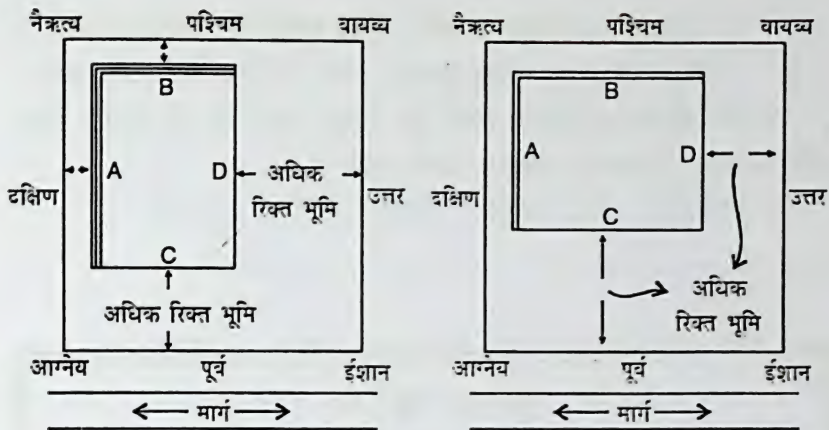 नैऋत्य पश्चिम वायव्य
B
A
D
दक्षिण
अधिक
रिक्त भूमि
उत्तर
C
अधिक रिक्त भूमि
आग्नेय पूर्व ईशान
मार्ग
नैऋत्य पश्चिम वायव्य
B
A
D
दक्षिण
उत्तर
C
अधिक
रिक्त भूमि
आग्नेय पूर्व ईशान
मार्ग